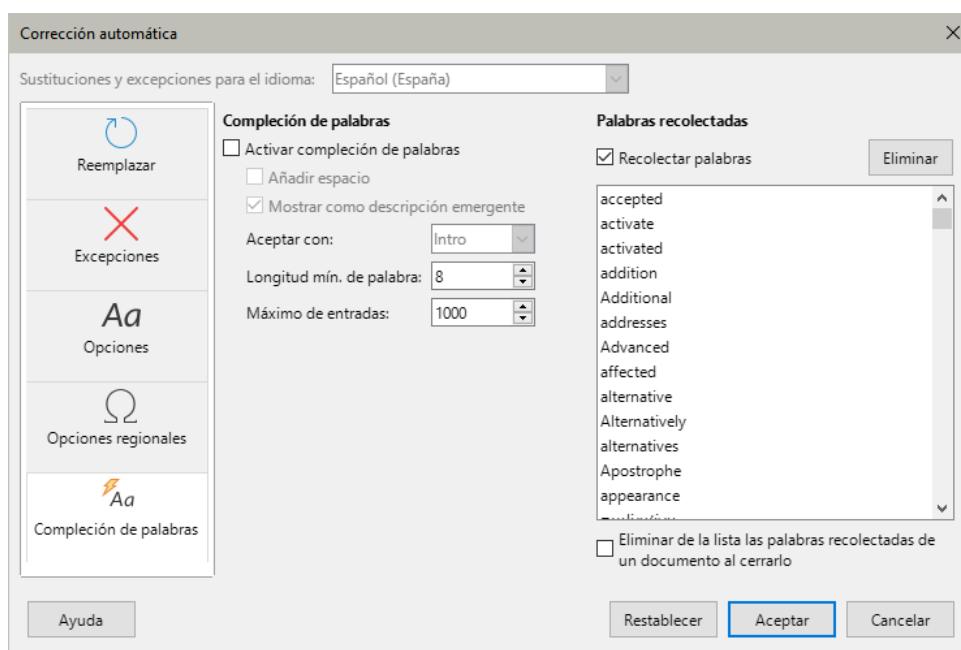 Corrección automática
Sustituciones y excepciones para el idioma: Español (España)
Reemplazar
Excepciones
Aa
Opciones
Ω
Opciones regionales
Aa
Compleción de palabras
Compleción de palabras
Activar compleción de palabras
Añadir espacio
Mostrar como descripción emergente
Aceptar con: Intro
Longitud mín. de palabra: 8
Máximo de entradas: 1000
Palabras recolectadas
Recolectar palabras
Eliminar
accepted
activate
activated
addition
Additional
addresses
Advanced
affected
alternative
Alternatively
alternatives
Apostrophe
appearance
Eliminar de la lista las palabras recolectadas de
un documento al cerrarlo
Ayuda
Restablecer
Aceptar
Cancelar